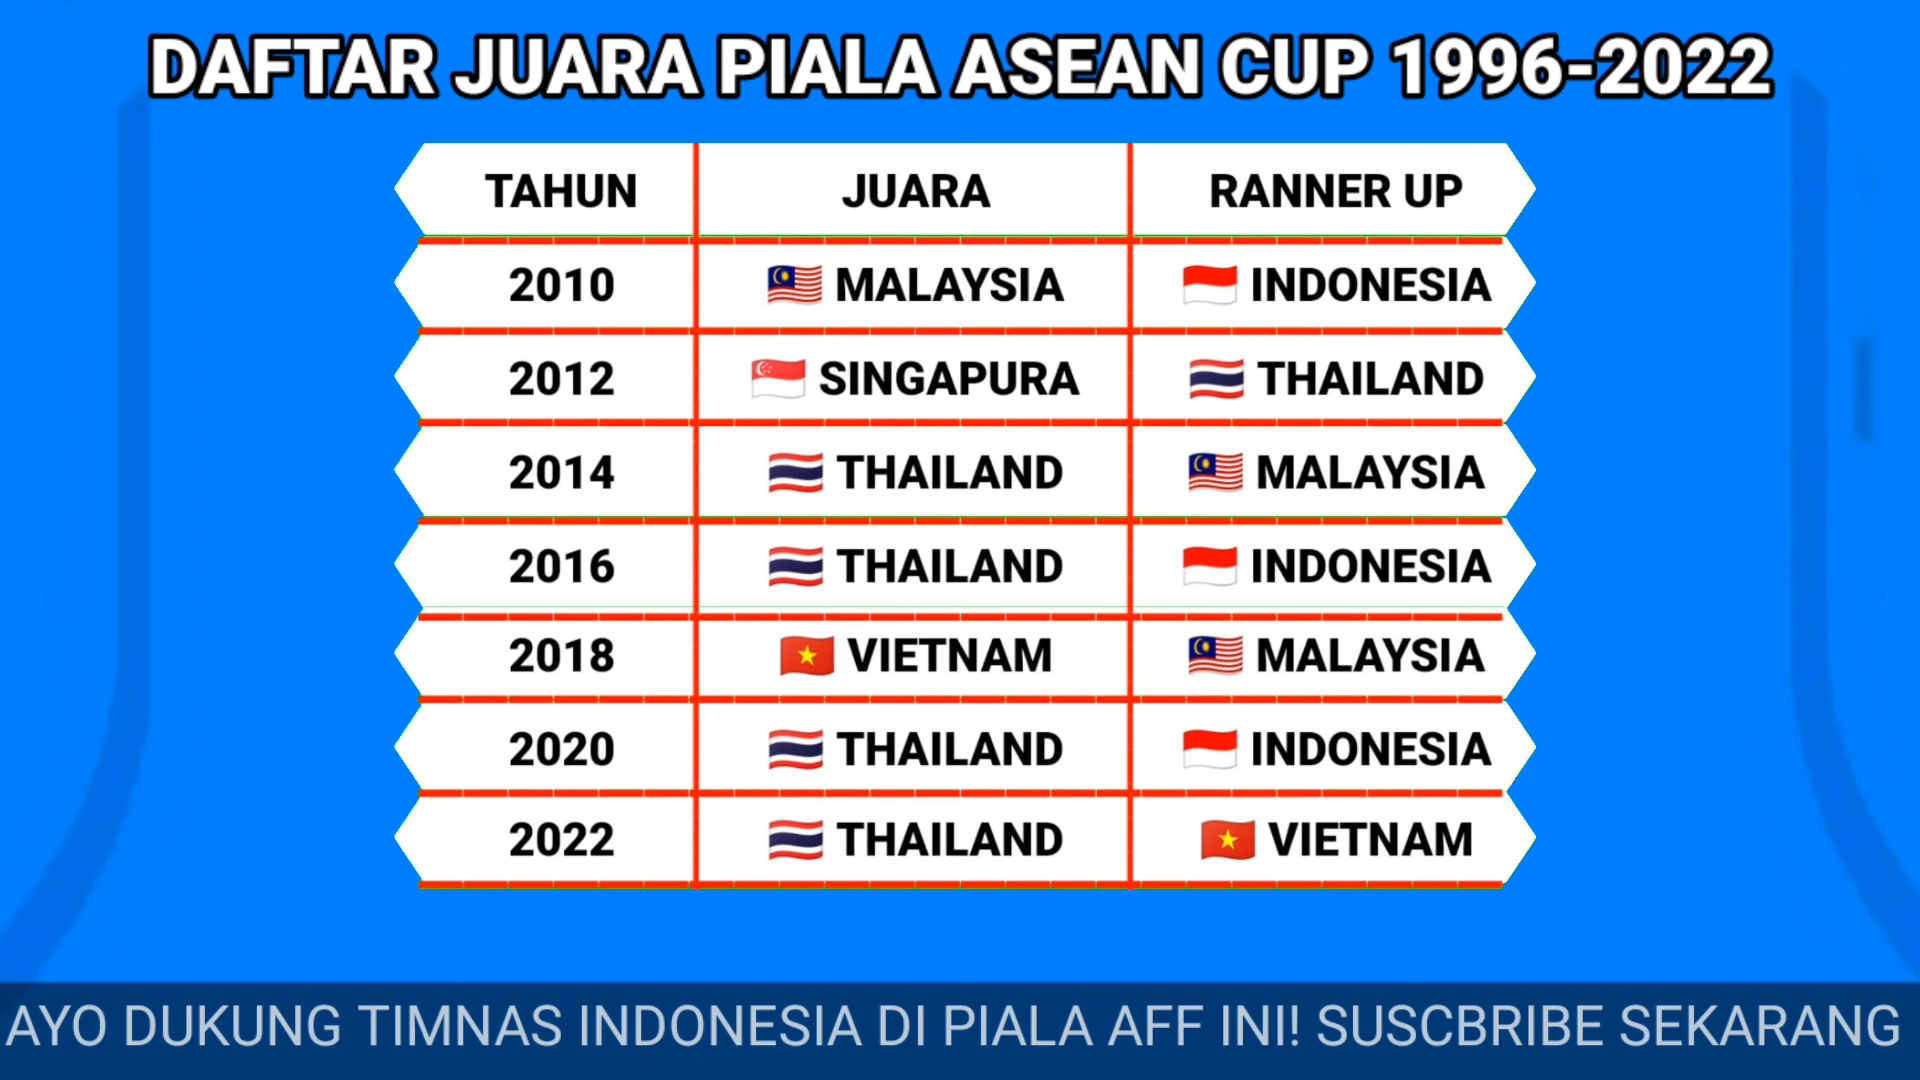 DAFTAR JUARA PIALA ASEAN CUP 1996-2022
TAHUN JUARA RANNER UP
2010 MALAYSIA INDONESIA
2012 SINGAPURA THAILAND
2014 THAILAND MALAYSIA
2016 THAILAND INDONESIA
2018 VIETNAM MALAYSIA
2020 THAILAND INDONESIA
2022 THAILAND VIETNAM
AYO DUKUNG TIMNAS INDONESIA DI PIALA AFF INI! SUSCBRIBE SEKARANG